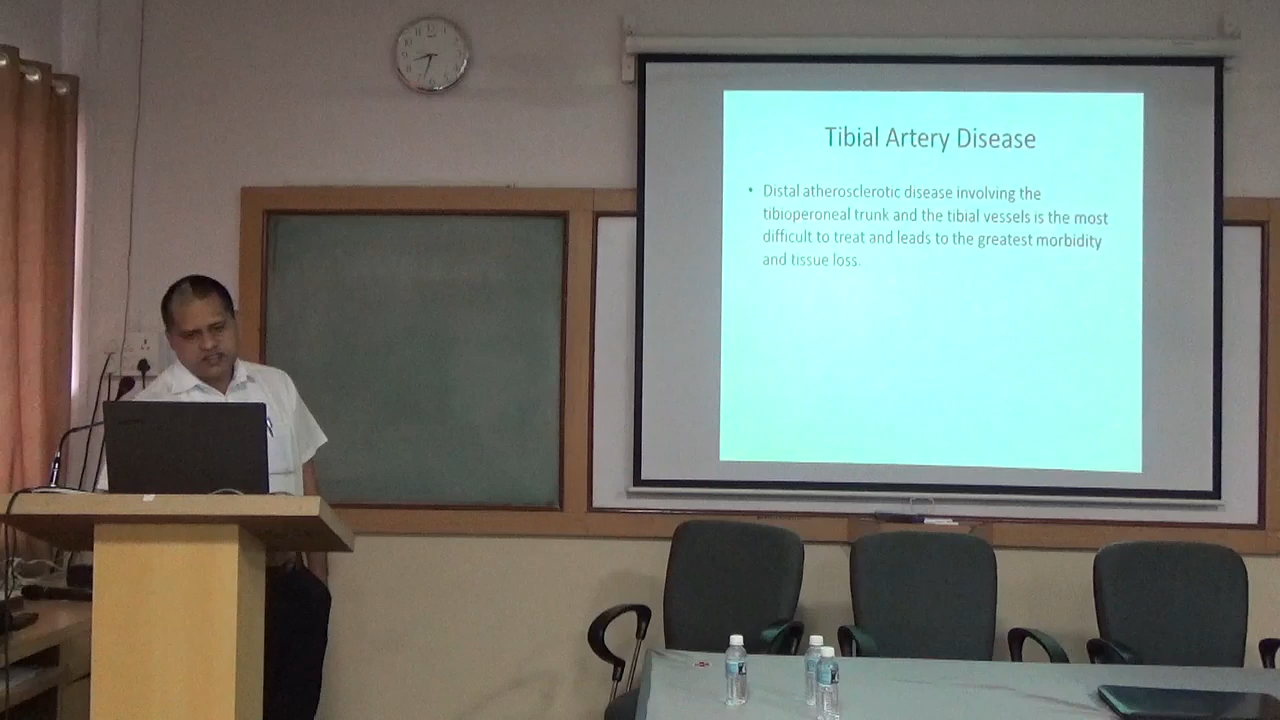 Tibial Artery Disease
• Distal atherosclerotic disease involving the
tibioperoneal trunk and the tibial vessels is the most
difficult to treat and leads to the greatest morbidity
and tissue loss.